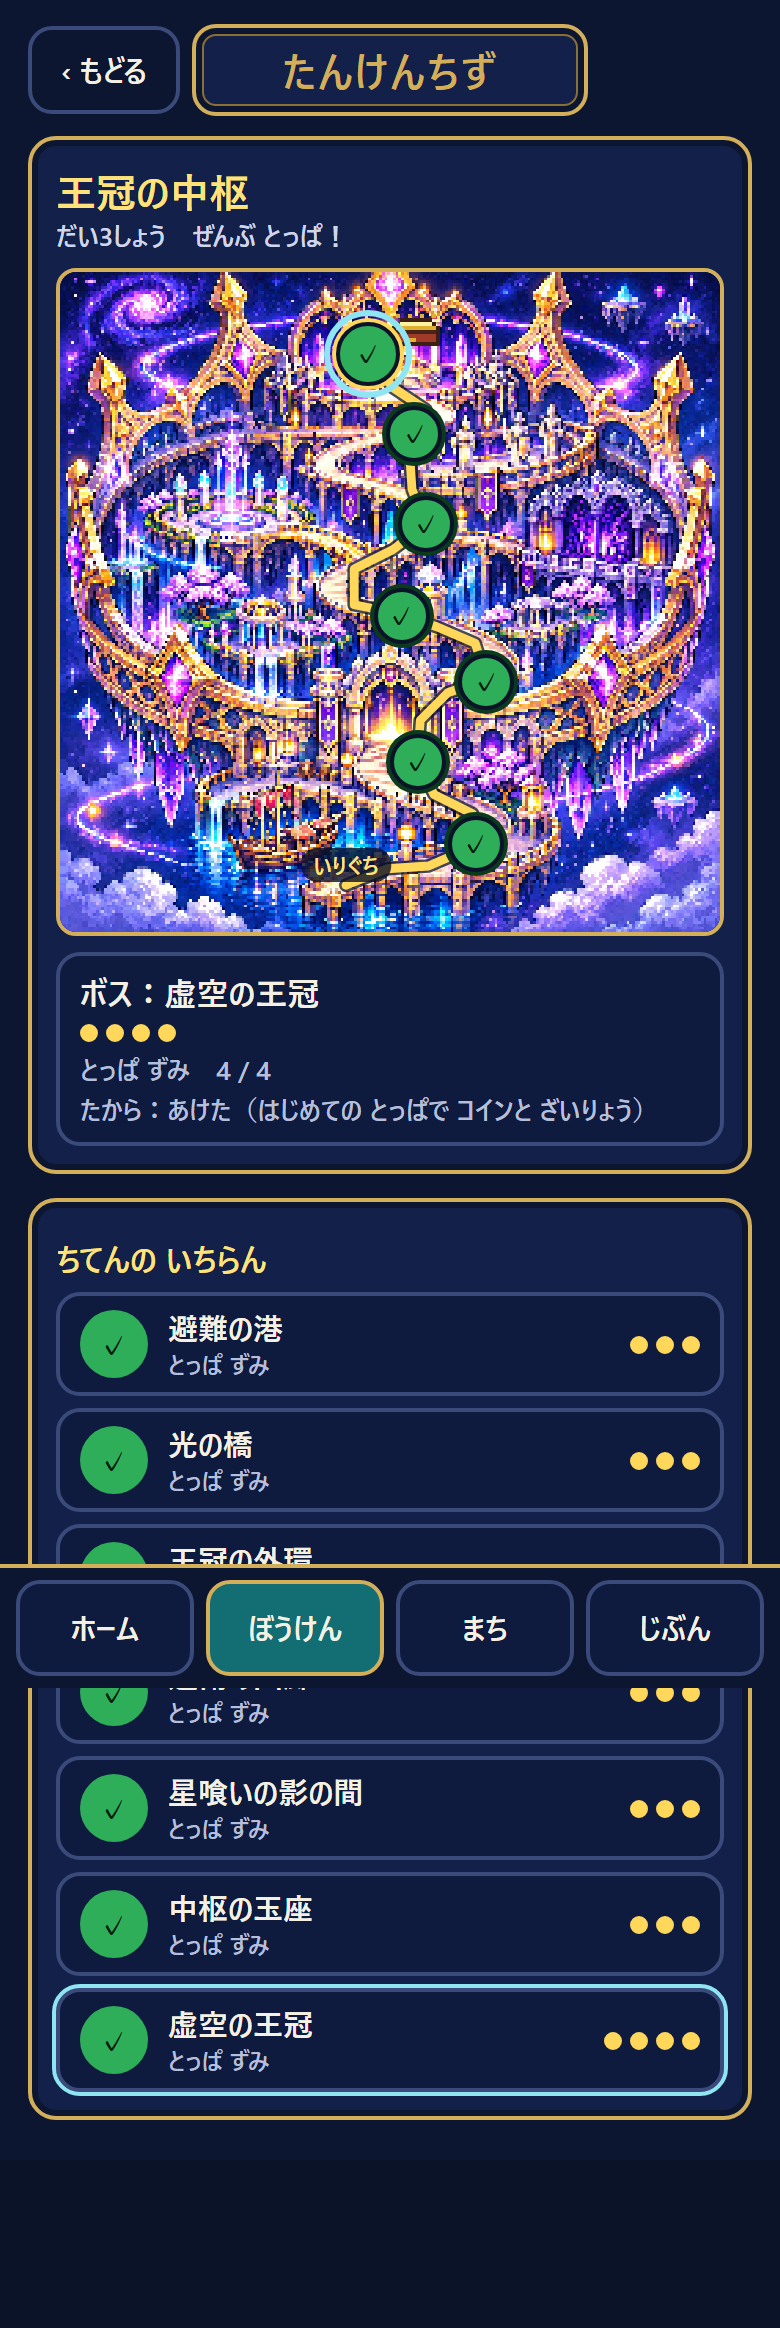 ‹ もどる
たんけんちず
王冠の中枢
だい3しょう ぜんぶ とっぱ！
いりぐち
ボス：虚空の王冠
とっぱ ずみ 4 / 4
たから：あけた（はじめての とっぱで コインと ざいりょう）
ちてんの いちらん
避難の港
とっぱ ずみ
光の橋
とっぱ ずみ
王冠の外環
ホーム
ぼうけん
まち
じぶん
とっぱ ずみ
星喰いの影の間
とっぱ ずみ
中枢の玉座
とっぱ ずみ
虚空の王冠
とっぱ ずみ